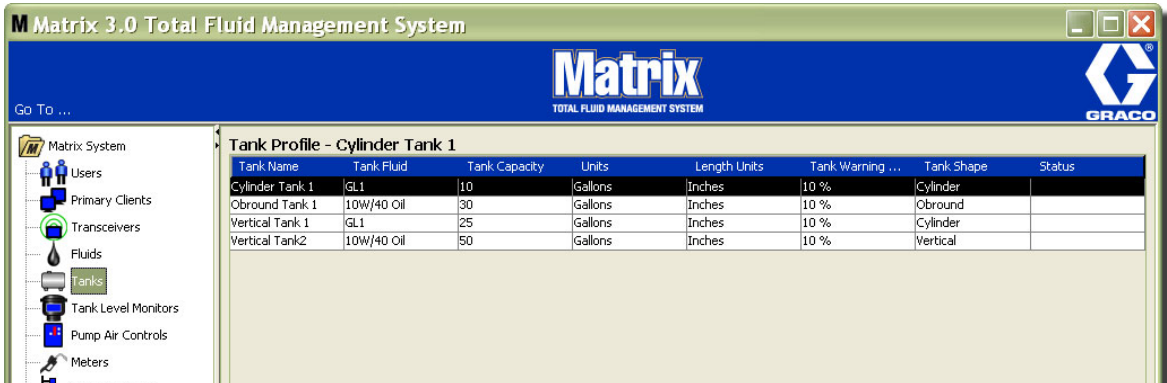 M Matrix 3.0 Total Fluid Management System
Matrix
TOTAL FLUID MANAGEMENT SYSTEM
G
GRACO
®
Go To ...
M Matrix System
Users
Primary Clients
Transceivers
Fluids
Tanks
Tank Level Monitors
Pump Air Controls
Meters
Tank Profile - Cylinder Tank 1
Tank Name Tank Fluid Tank Capacity Units Length Units Tank Warning ... Tank Shape Status
Cylinder Tank 1 GL1 10 Gallons Inches 10 % Cylinder
Obround Tank 1 10W/40 Oil 30 Gallons Inches 10 % Obround
Vertical Tank 1 GL1 25 Gallons Inches 10 % Cylinder
Vertical Tank2 10W/40 Oil 50 Gallons Inches 10 % Vertical